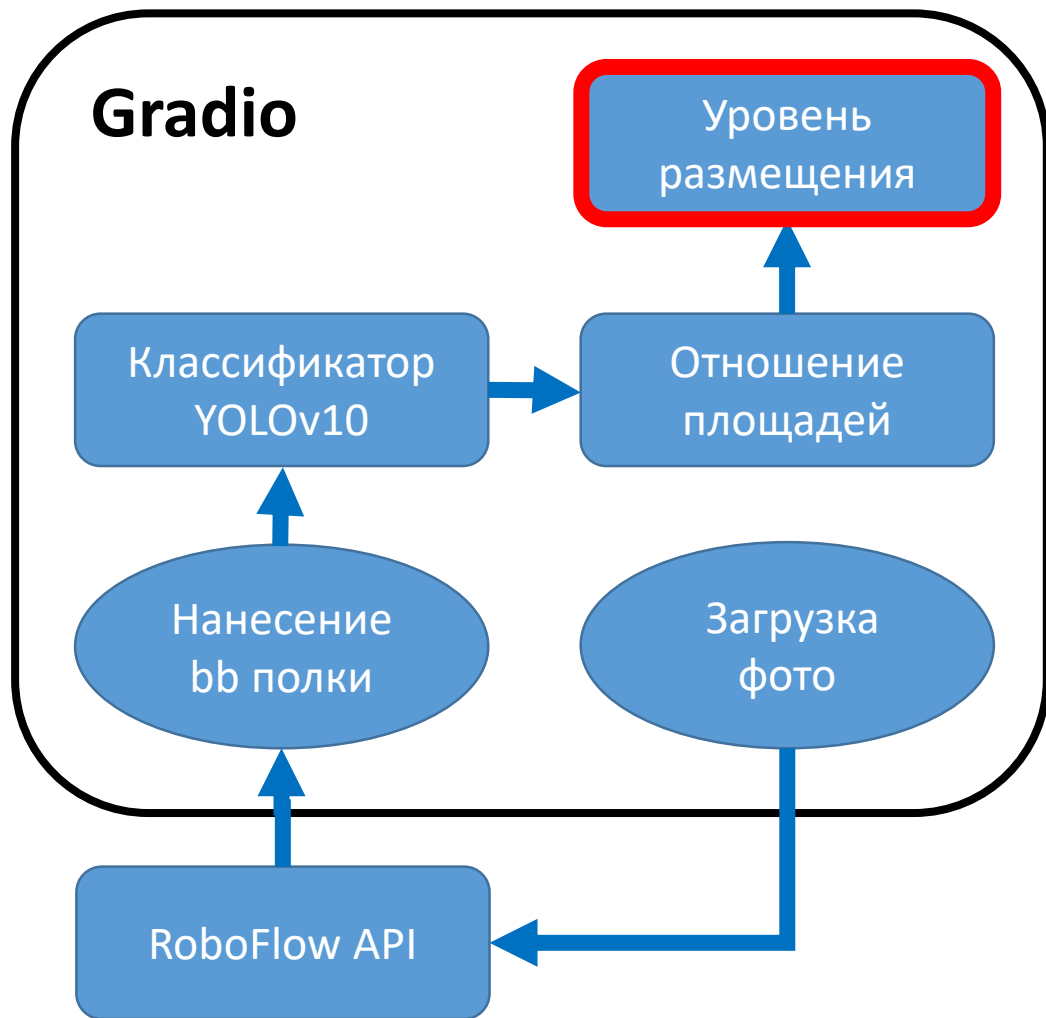 Gradio
Уровень
размещения
Классификатор
YOLOv10
Отношение
площадей
Нанесение
bb полки
Загрузка
фото
RoboFlow API